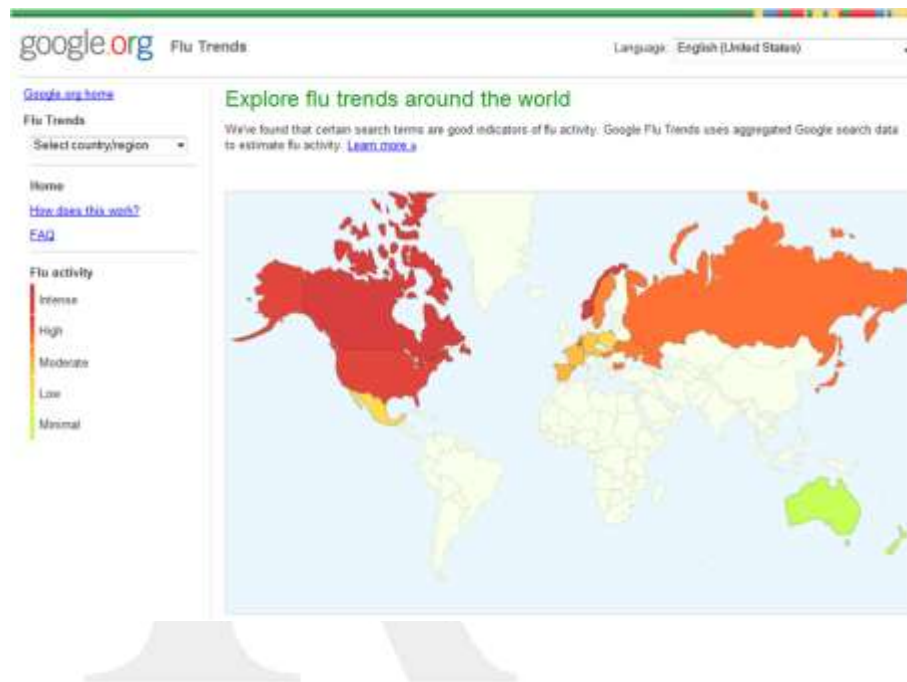 google.org Flu Trends
Language: English (United States)
Google.org home
Flu Trends
Select country/region
Home
How does this work?
FAQ
Flu activity
Intense
High
Moderate
Low
Minimal
Explore flu trends around the world
We've found that certain search terms are good indicators of flu activity. Google Flu Trends uses aggregated Google search data
to estimate flu activity. Learn more »